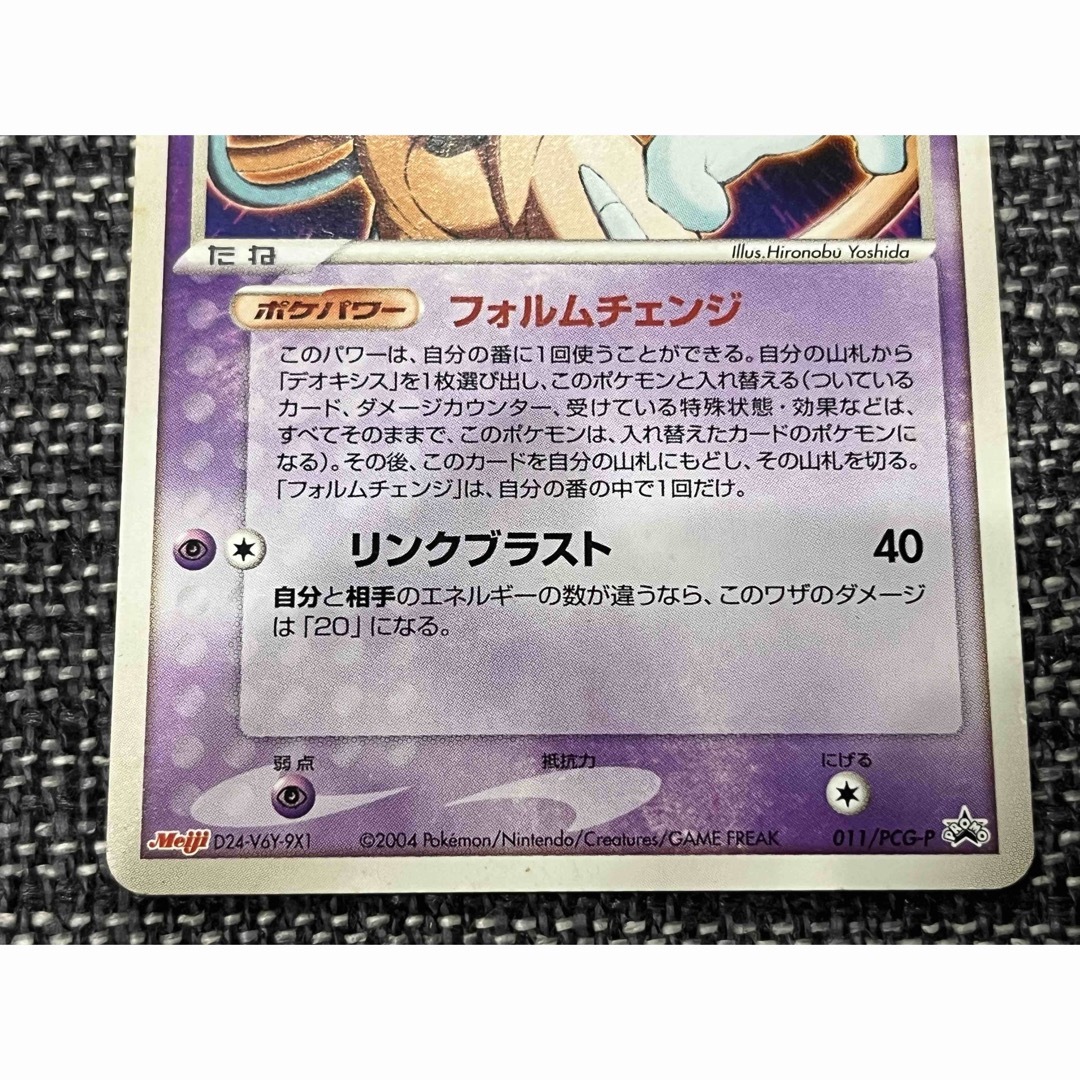 たね
Illus.Hironobu Yoshida
ポケパワー フォルムチェンジ
このパワーは、自分の番に1回使うことができる。自分の山札から
「デオキシス」を1枚選び出し、このポケモンと入れ替える(ついている
カード、ダメージカウンター、受けている特殊状態・効果などは、
すべてそのままで、このポケモンは、入れ替えたカードのポケモンに
なる)。その後、このカードを自分の山札にもどし、その山札を切る。
「フォルムチェンジ」は、自分の番の中で1回だけ。
リンクブラスト 40
自分と相手のエネルギーの数が違うなら、このワザのダメージ
は「20」になる。
弱点 抵抗力 にげる
Meiji D24-V6Y-9X1 ©2004 Pokémon/Nintendo/Creatures/GAME FREAK 011/PCG-P PROMO